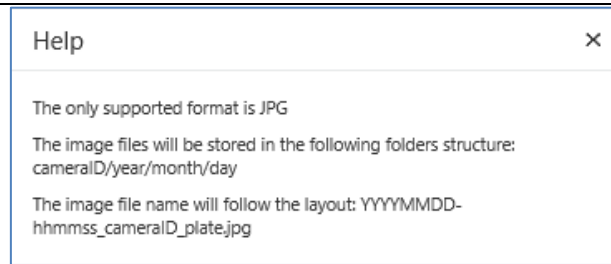 Help
The only supported format is JPG
The image files will be stored in the following folders structure:
cameraID/year/month/day
The image file name will follow the layout: YYYYMMDD-
hhmmss_cameraID_plate.jpg